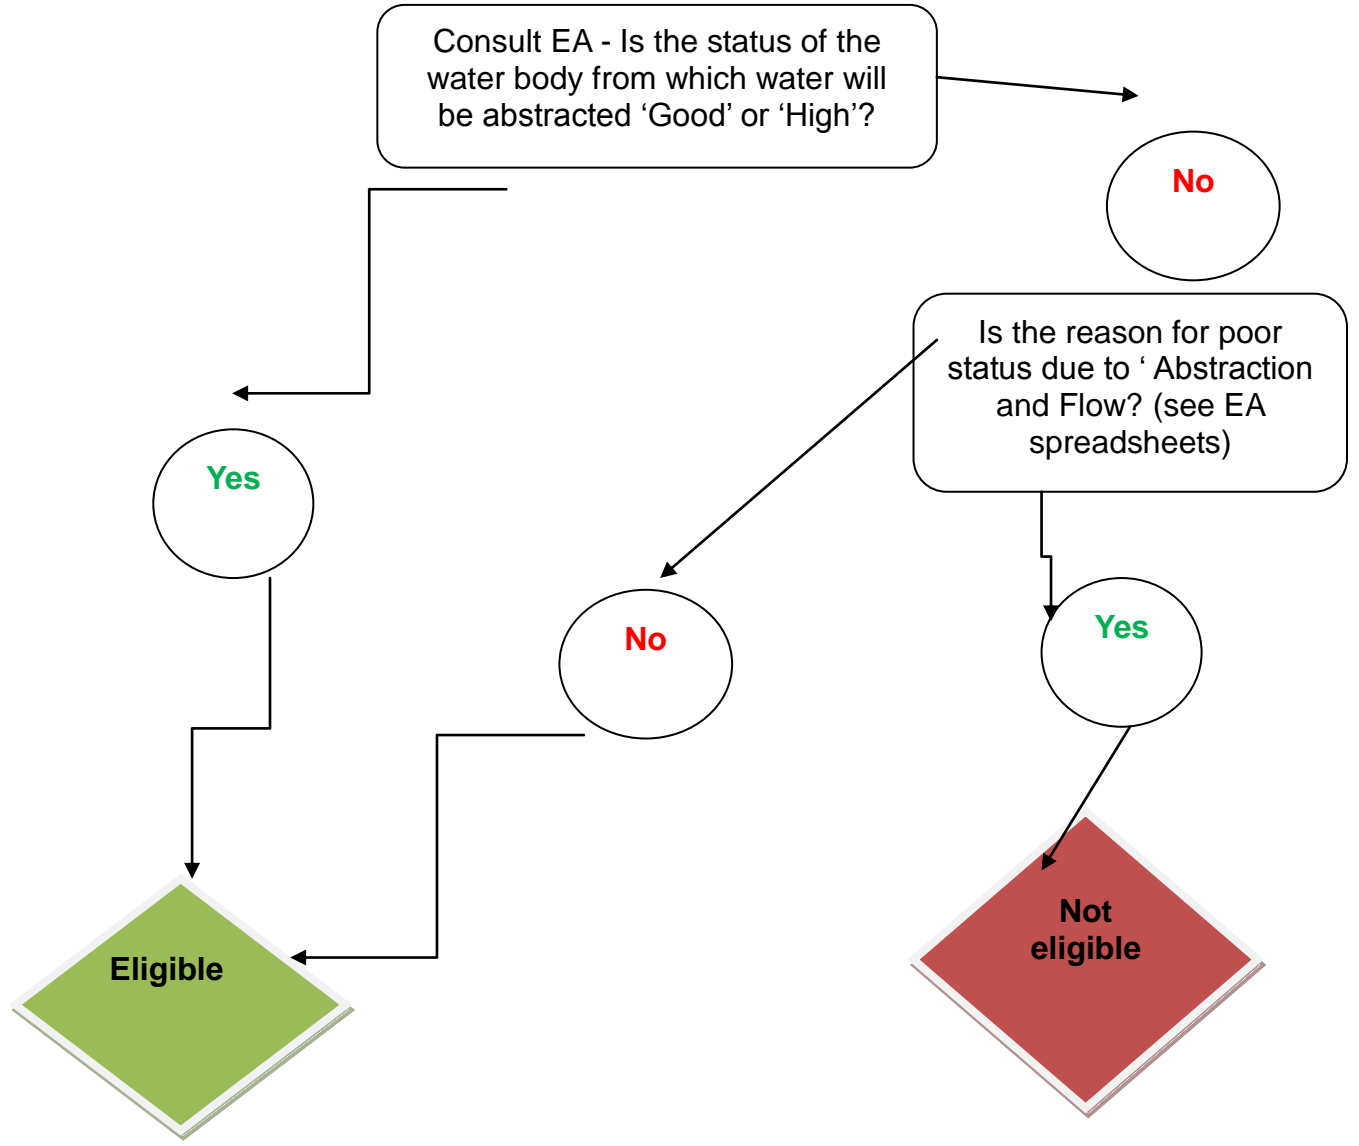 Consult EA - Is the status of the
water body from which water will
be abstracted ‘Good’ or ‘High’?
No
Is the reason for poor
status due to ‘ Abstraction
and Flow? (see EA
spreadsheets)
Yes
No
Yes
Eligible
Not
eligible